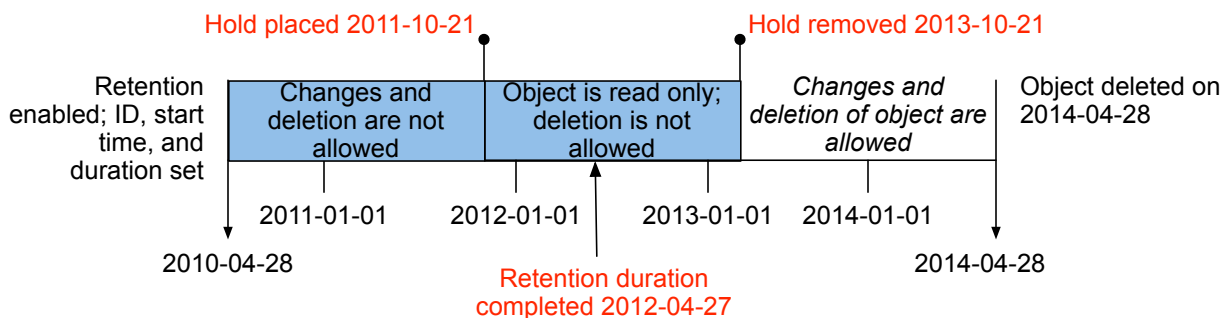 Hold placed 2011-10-21
Hold removed 2013-10-21
Retention
enabled; ID, start
time, and
duration set
Changes and
deletion are not
allowed
Object is read only;
deletion is not
allowed
Changes and
deletion of object are
allowed
Object deleted on
2014-04-28
2011-01-01
2012-01-01
2013-01-01
2014-01-01
2010-04-28
2014-04-28
Retention duration
completed 2012-04-27